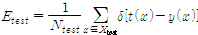 E_{test} = \frac{1}{N_{test}} \sum_{x \in X_{test}} \delta[t(x) - y(x)]